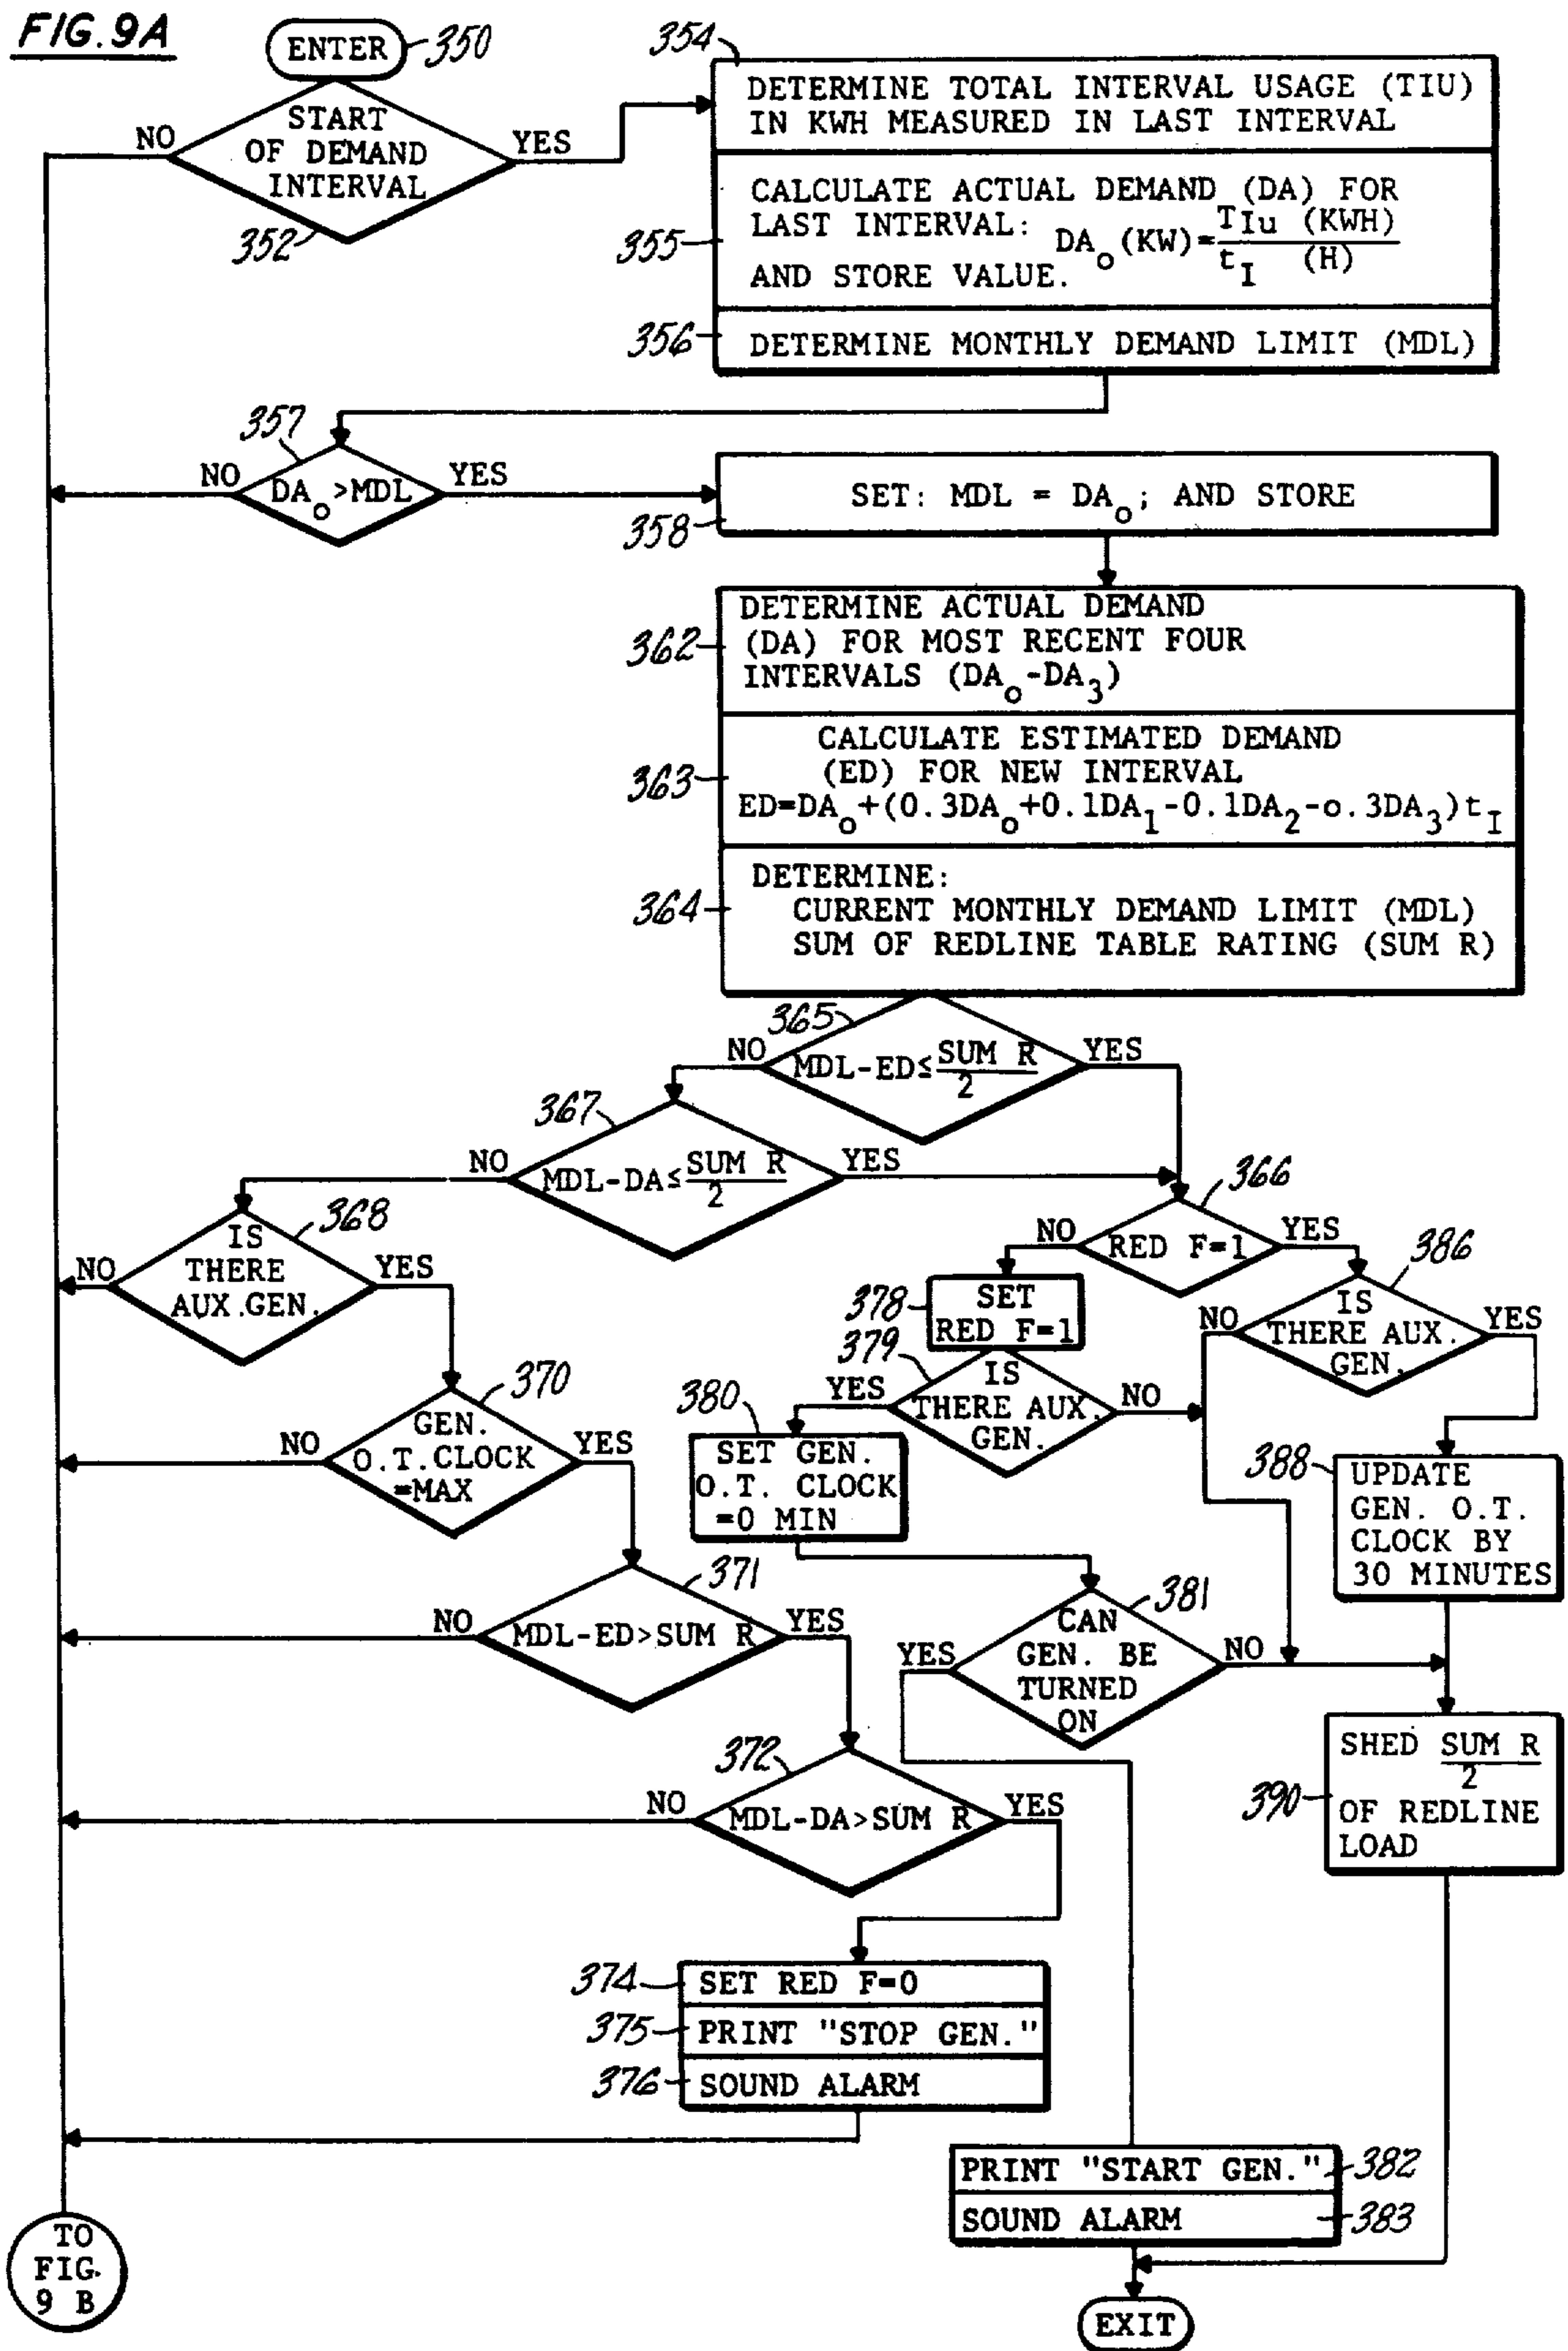 FIG. 9A
ENTER
350
START
OF DEMAND
INTERVAL
NO
YES
352
354
DETERMINE TOTAL INTERVAL USAGE (TIU)
IN KWH MEASURED IN LAST INTERVAL
355
CALCULATE ACTUAL DEMAND (DA) FOR
LAST INTERVAL: DA₀(KW)=T_Iu (KWH)/t_I (H)
AND STORE VALUE.
356
DETERMINE MONTHLY DEMAND LIMIT (MDL)
357
NO
DA₀>MDL
YES
SET: MDL = DA₀; AND STORE
358
362
DETERMINE ACTUAL DEMAND
(DA) FOR MOST RECENT FOUR
INTERVALS (DA₀-DA₃)
363
CALCULATE ESTIMATED DEMAND
(ED) FOR NEW INTERVAL
ED=DA₀+(0.3DA₀+0.1DA₁-0.1DA₂-o.3DA₃)t_I
364
DETERMINE:
CURRENT MONTHLY DEMAND LIMIT (MDL)
SUM OF REDLINE TABLE RATING (SUM R)
365
NO
MDL-ED≤SUM R/2
YES
367
NO
MDL-DA≤SUM R/2
YES
366
NO
RED F=1
YES
368
IS
THERE
AUX.GEN.
NO
YES
378
SET
RED F=1
386
IS
THERE AUX.
GEN.
NO
YES
379
IS
THERE AUX.
GEN.
YES
NO
370
GEN.
O.T.CLOCK
=MAX
NO
YES
380
SET GEN.
O.T. CLOCK
=0 MIN
388
UPDATE
GEN. O.T.
CLOCK BY
30 MINUTES
371
NO
MDL-ED>SUM R
YES
381
CAN
GEN. BE
TURNED
ON
YES
NO
372
NO
MDL-DA>SUM R
YES
390
SHED SUM R/2
OF REDLINE
LOAD
374
SET RED F=0
375
PRINT "STOP GEN."
376
SOUND ALARM
PRINT "START GEN."
382
SOUND ALARM
383
TO
FIG.
9 B
EXIT